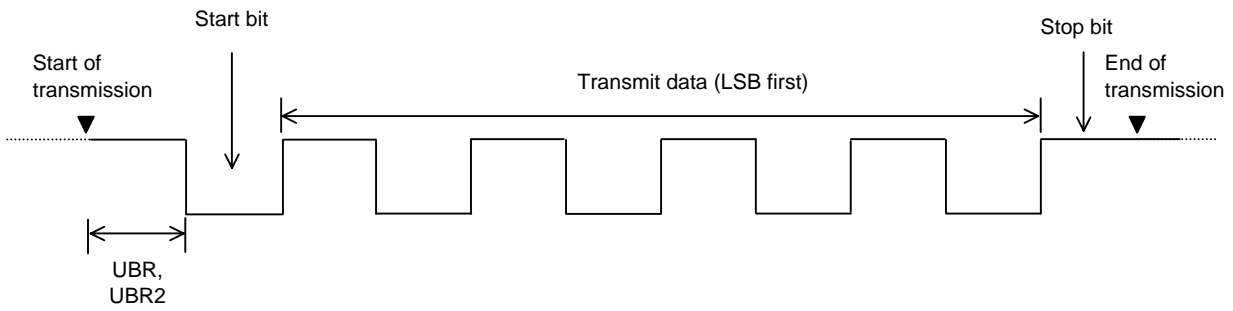 Start bit
Stop bit
Start of
transmission
Transmit data (LSB first)
End of
transmission
UBR,
UBR2